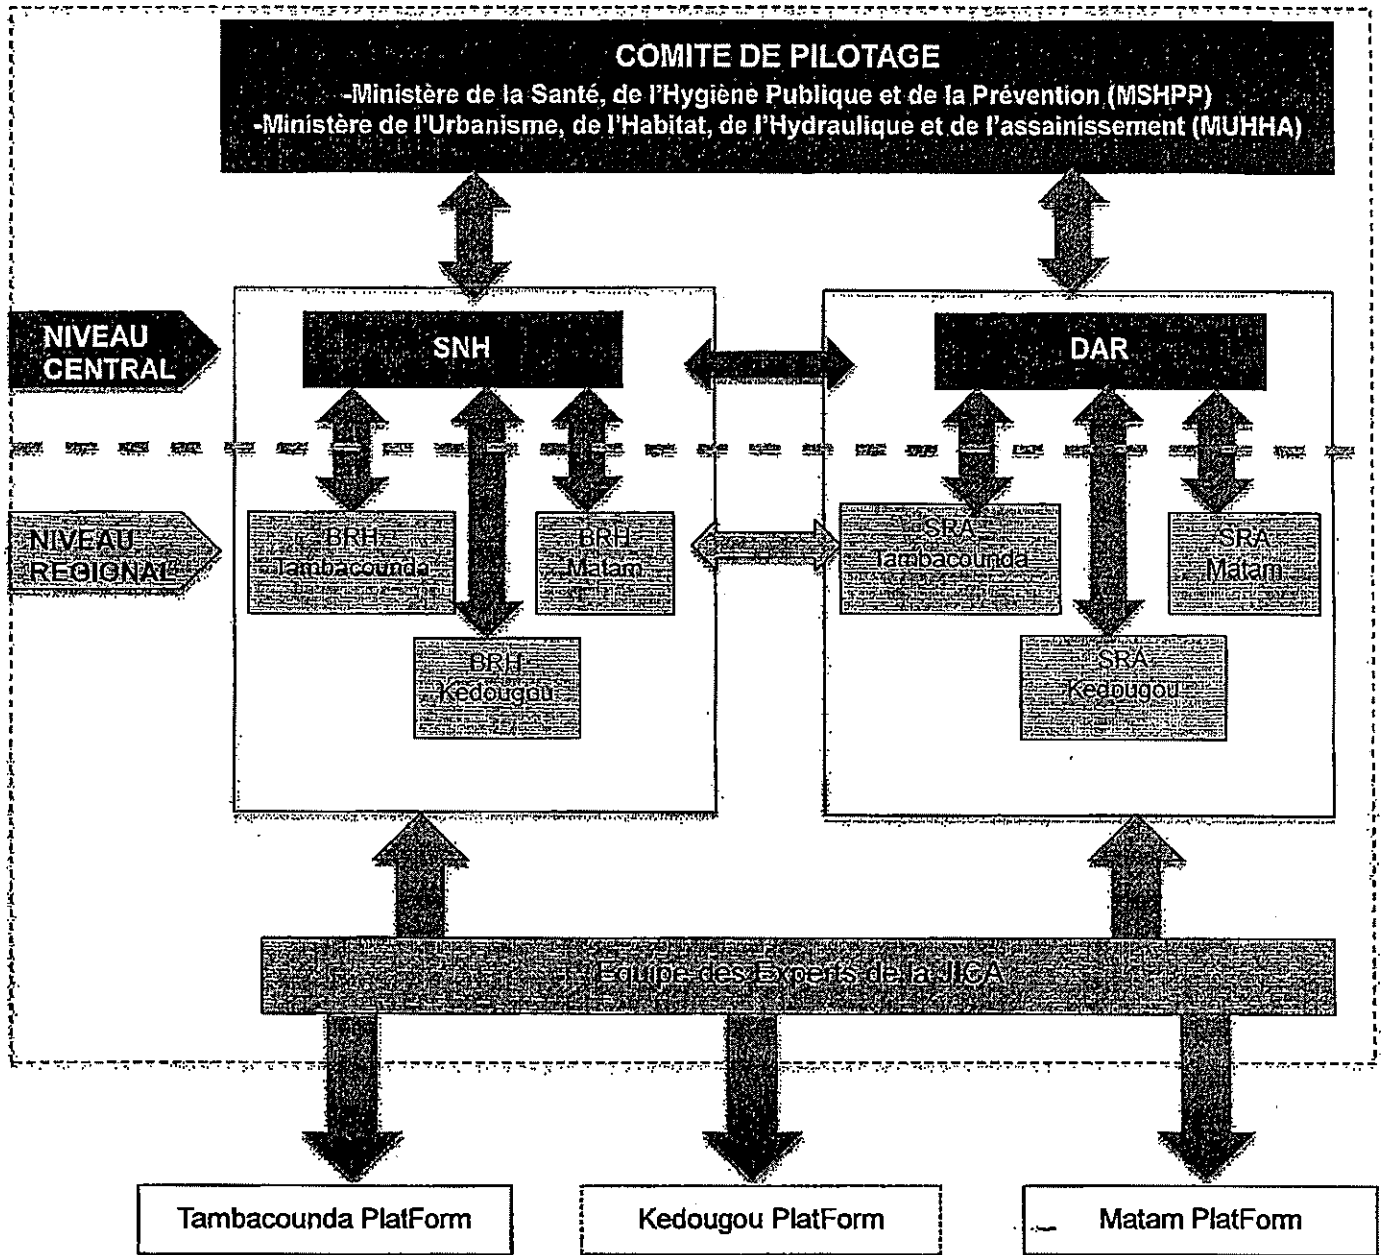 COMITE DE PILOTAGE
-Ministère de la Santé, de l'Hygiène Publique et de la Prévention (MSHPP)
-Ministère de l'Urbanisme, de l'Habitat, de l'Hydraulique et de l'assainissement (MUHHA)
NIVEAU
CENTRAL
SNH
DAR
NIVEAU
REGIONAL
BRH
Tambacounda
BRH
Matam
SRA
Tambacounda
SRA
Matam
BRH
Kedougou
SRA
Kedougou
Equipe des Experts de la JICA
Tambacounda PlatForm
Kedougou PlatForm
Matam PlatForm